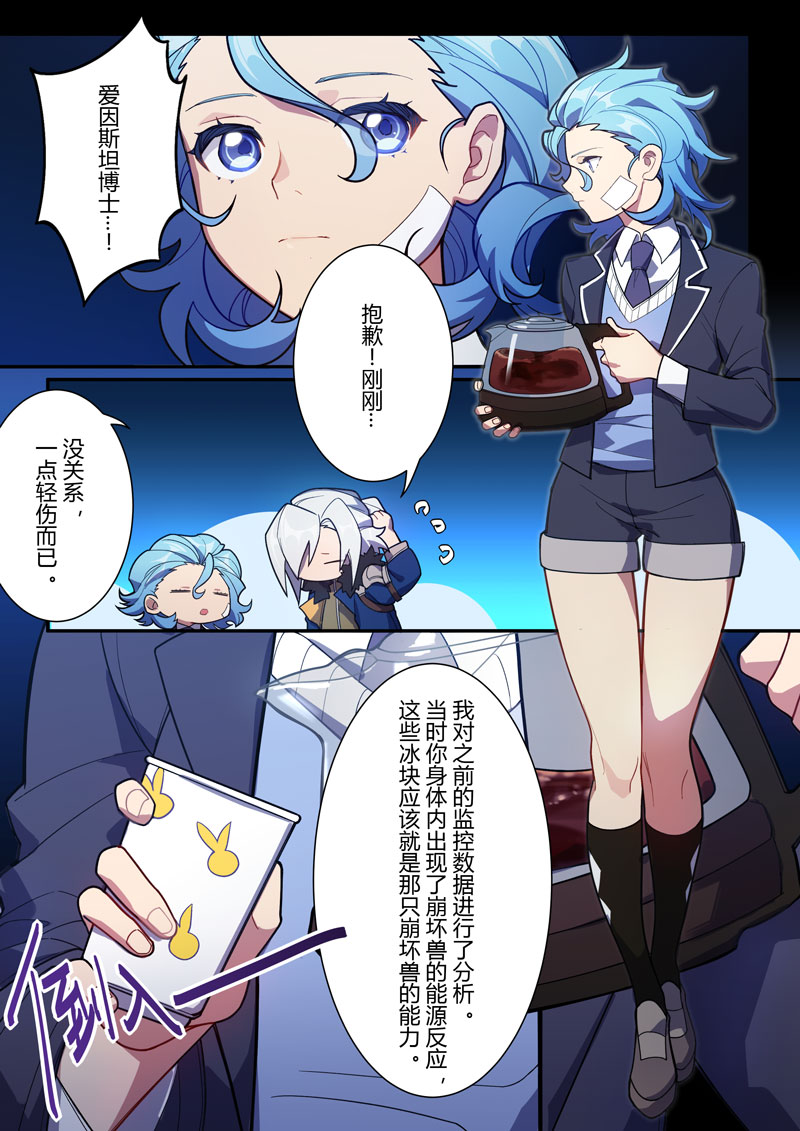 爱因斯坦博士…！
抱歉！刚刚…
没关系，
一点轻伤而已。
我对之前的监控数据进行了分析。
当时你身体内出现了崩坏兽的能源反应，
这些冰块应该就是那只崩坏兽的能力。
倒入——